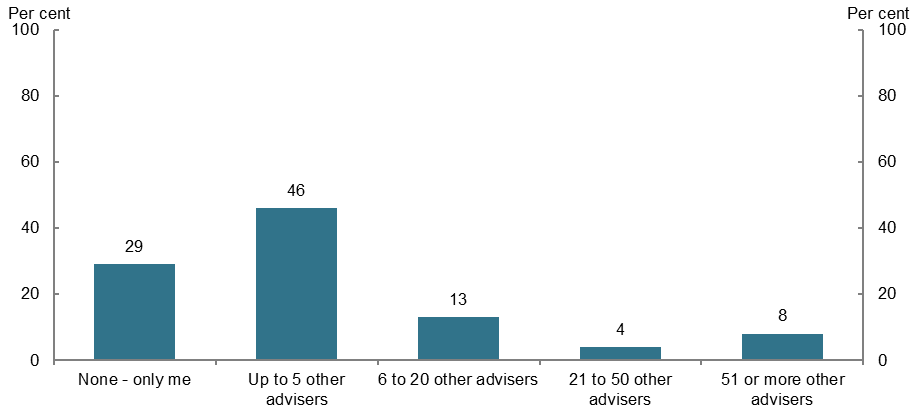 Per cent
Per cent
100
100
80
80
60
60
46
40
40
29
20
20
13
8
4
0
0
None - only me
Up to 5 other
advisers
6 to 20 other advisers
21 to 50 other
advisers
51 or more other
advisers